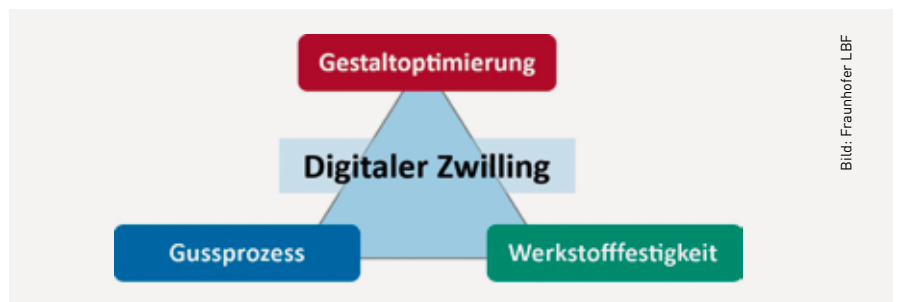 Gestaltoptimierung
Digitaler Zwilling
Gussprozess
Werkstofffestigkeit
Bild: Fraunhofer LBF